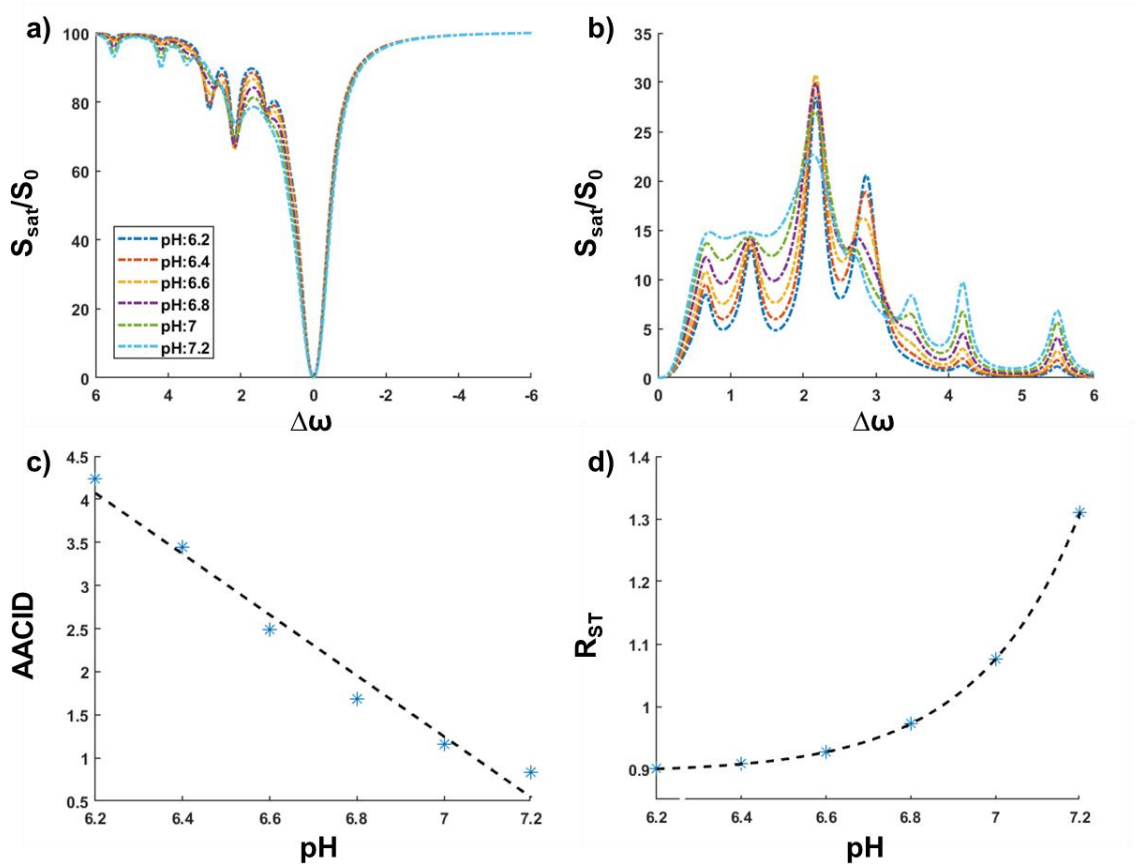 a)
S_sat/S_0
100
80
60
40
20
0
pH:6.2
pH:6.4
pH:6.6
pH:6.8
pH:7
pH:7.2
6 4 2 0 -2 -4 -6
Δω
b)
S_sat/S_0
35
30
25
20
15
10
5
0
0 1 2 3 4 5 6
Δω
c)
AACID
4.5
4
3.5
3
2.5
2
1.5
1
0.5
6.2 6.4 6.6 6.8 7 7.2
pH
d)
R_ST
1.4
1.3
1.2
1.1
1
0.9
6.2 6.4 6.6 6.8 7 7.2
pH